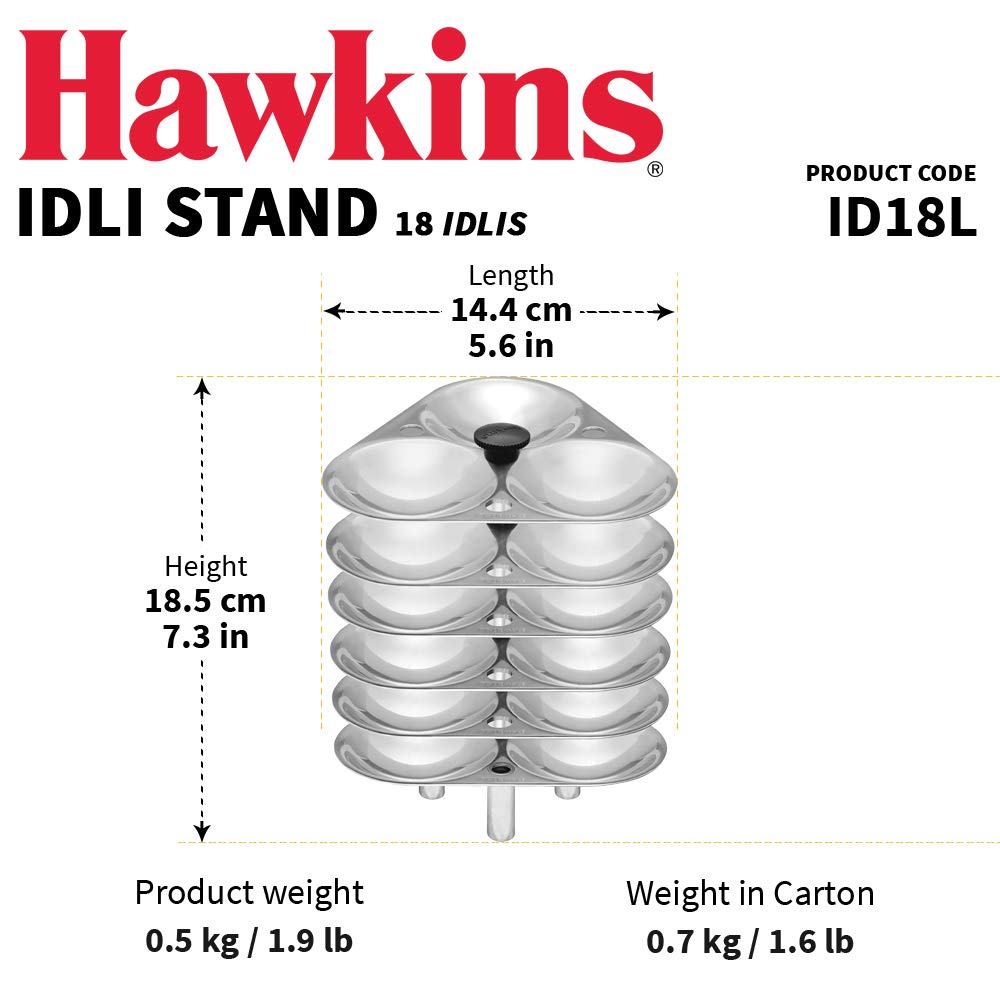 Hawkins®
IDLI STAND 18 IDLIS
PRODUCT CODE
ID18L
Length
14.4 cm
5.6 in
Height
18.5 cm
7.3 in
Product weight
0.5 kg / 1.9 lb
Weight in Carton
0.7 kg / 1.6 lb